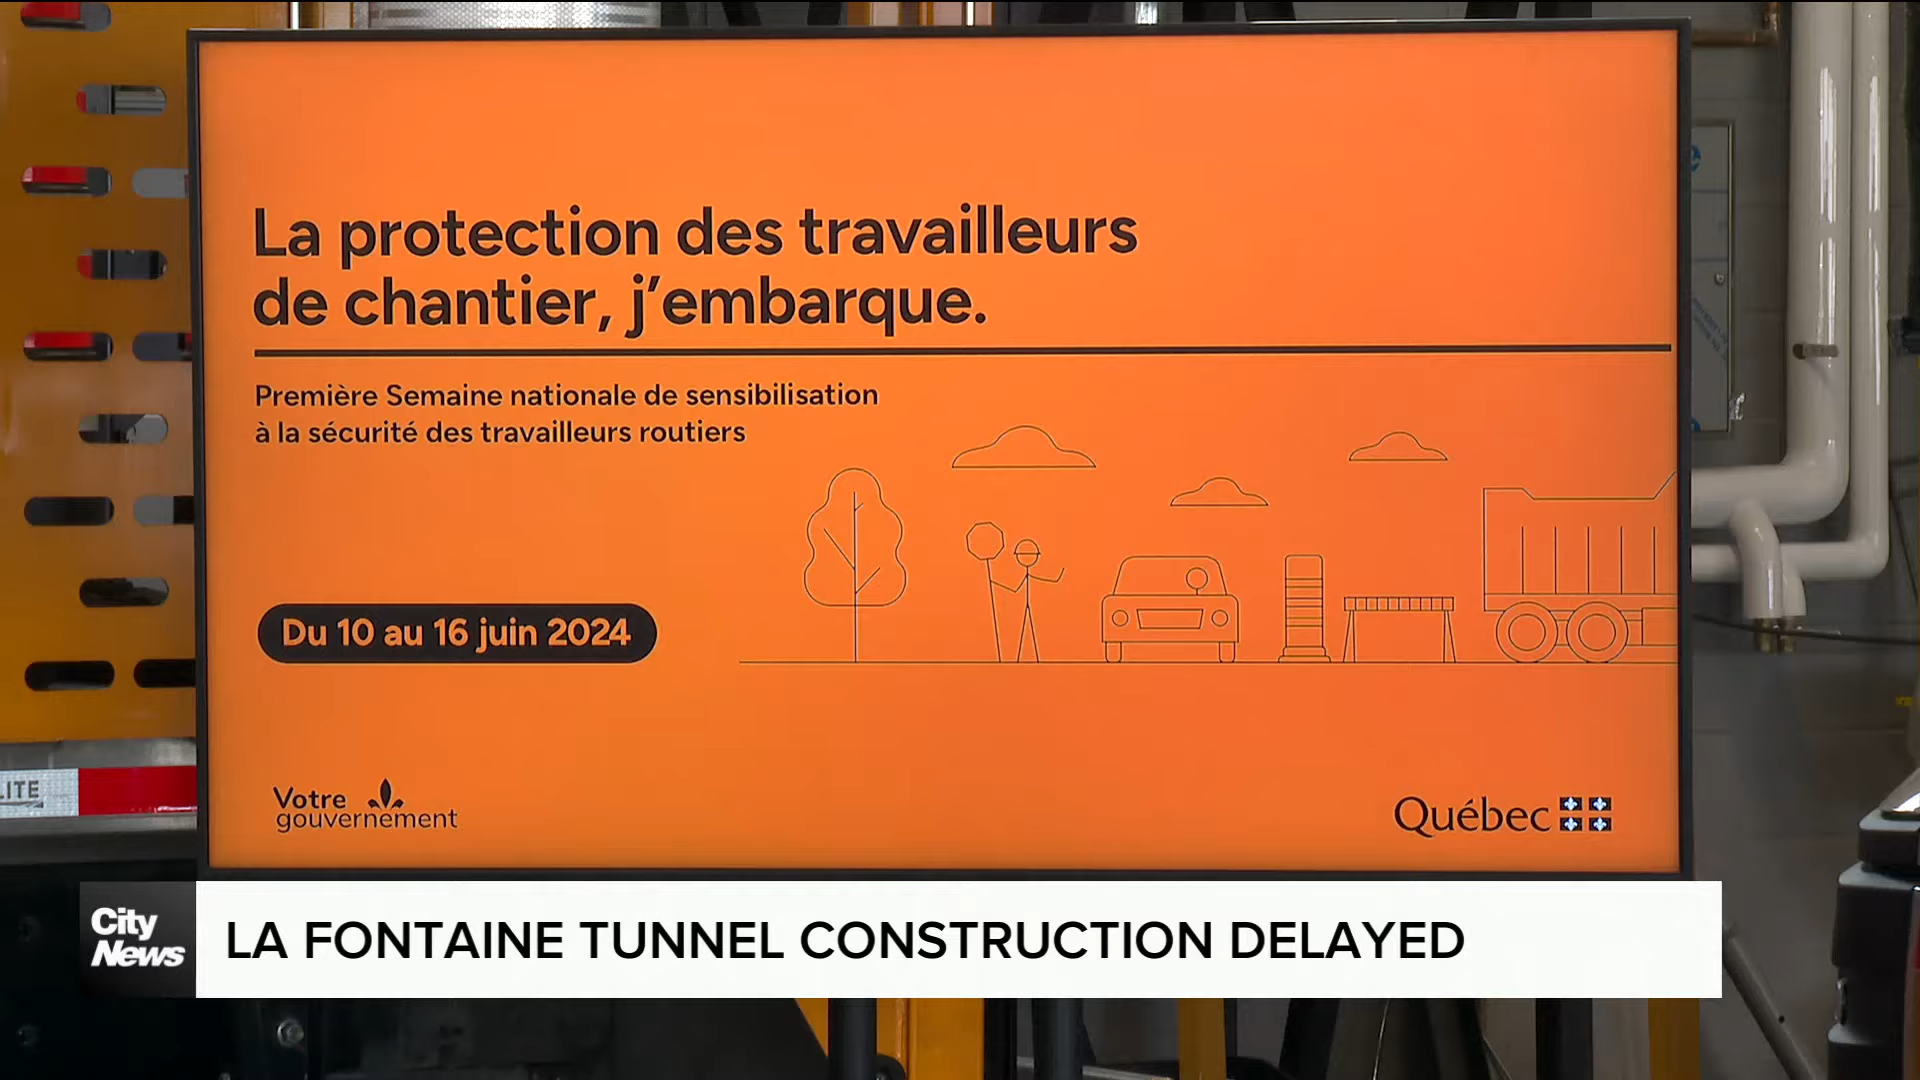 La protection des travailleurs
de chantier, j'embarque.
Première Semaine nationale de sensibilisation
à la sécurité des travailleurs routiers
Du 10 au 16 juin 2024
Votre
gouvernement
Québec
LITE
City
News
LA FONTAINE TUNNEL CONSTRUCTION DELAYED